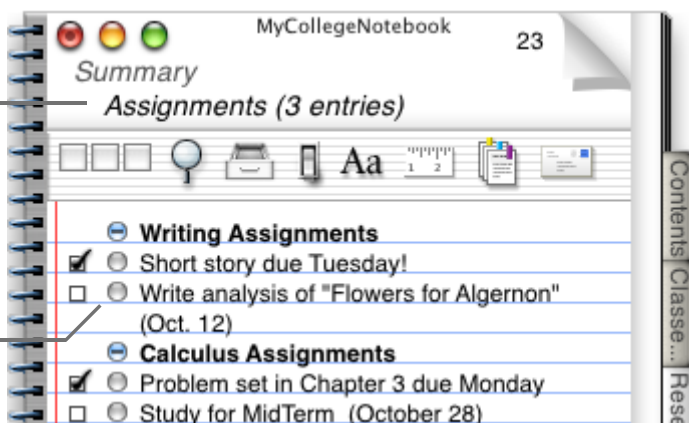 MyCollegeNotebook
23
Summary
Assignments (3 entries)
Aa
1 2
Writing Assignments
Short story due Tuesday!
Write analysis of "Flowers for Algernon"
(Oct. 12)
Calculus Assignments
Problem set in Chapter 3 due Monday
Study for MidTerm (October 28)
Contents
Classe...
Rese